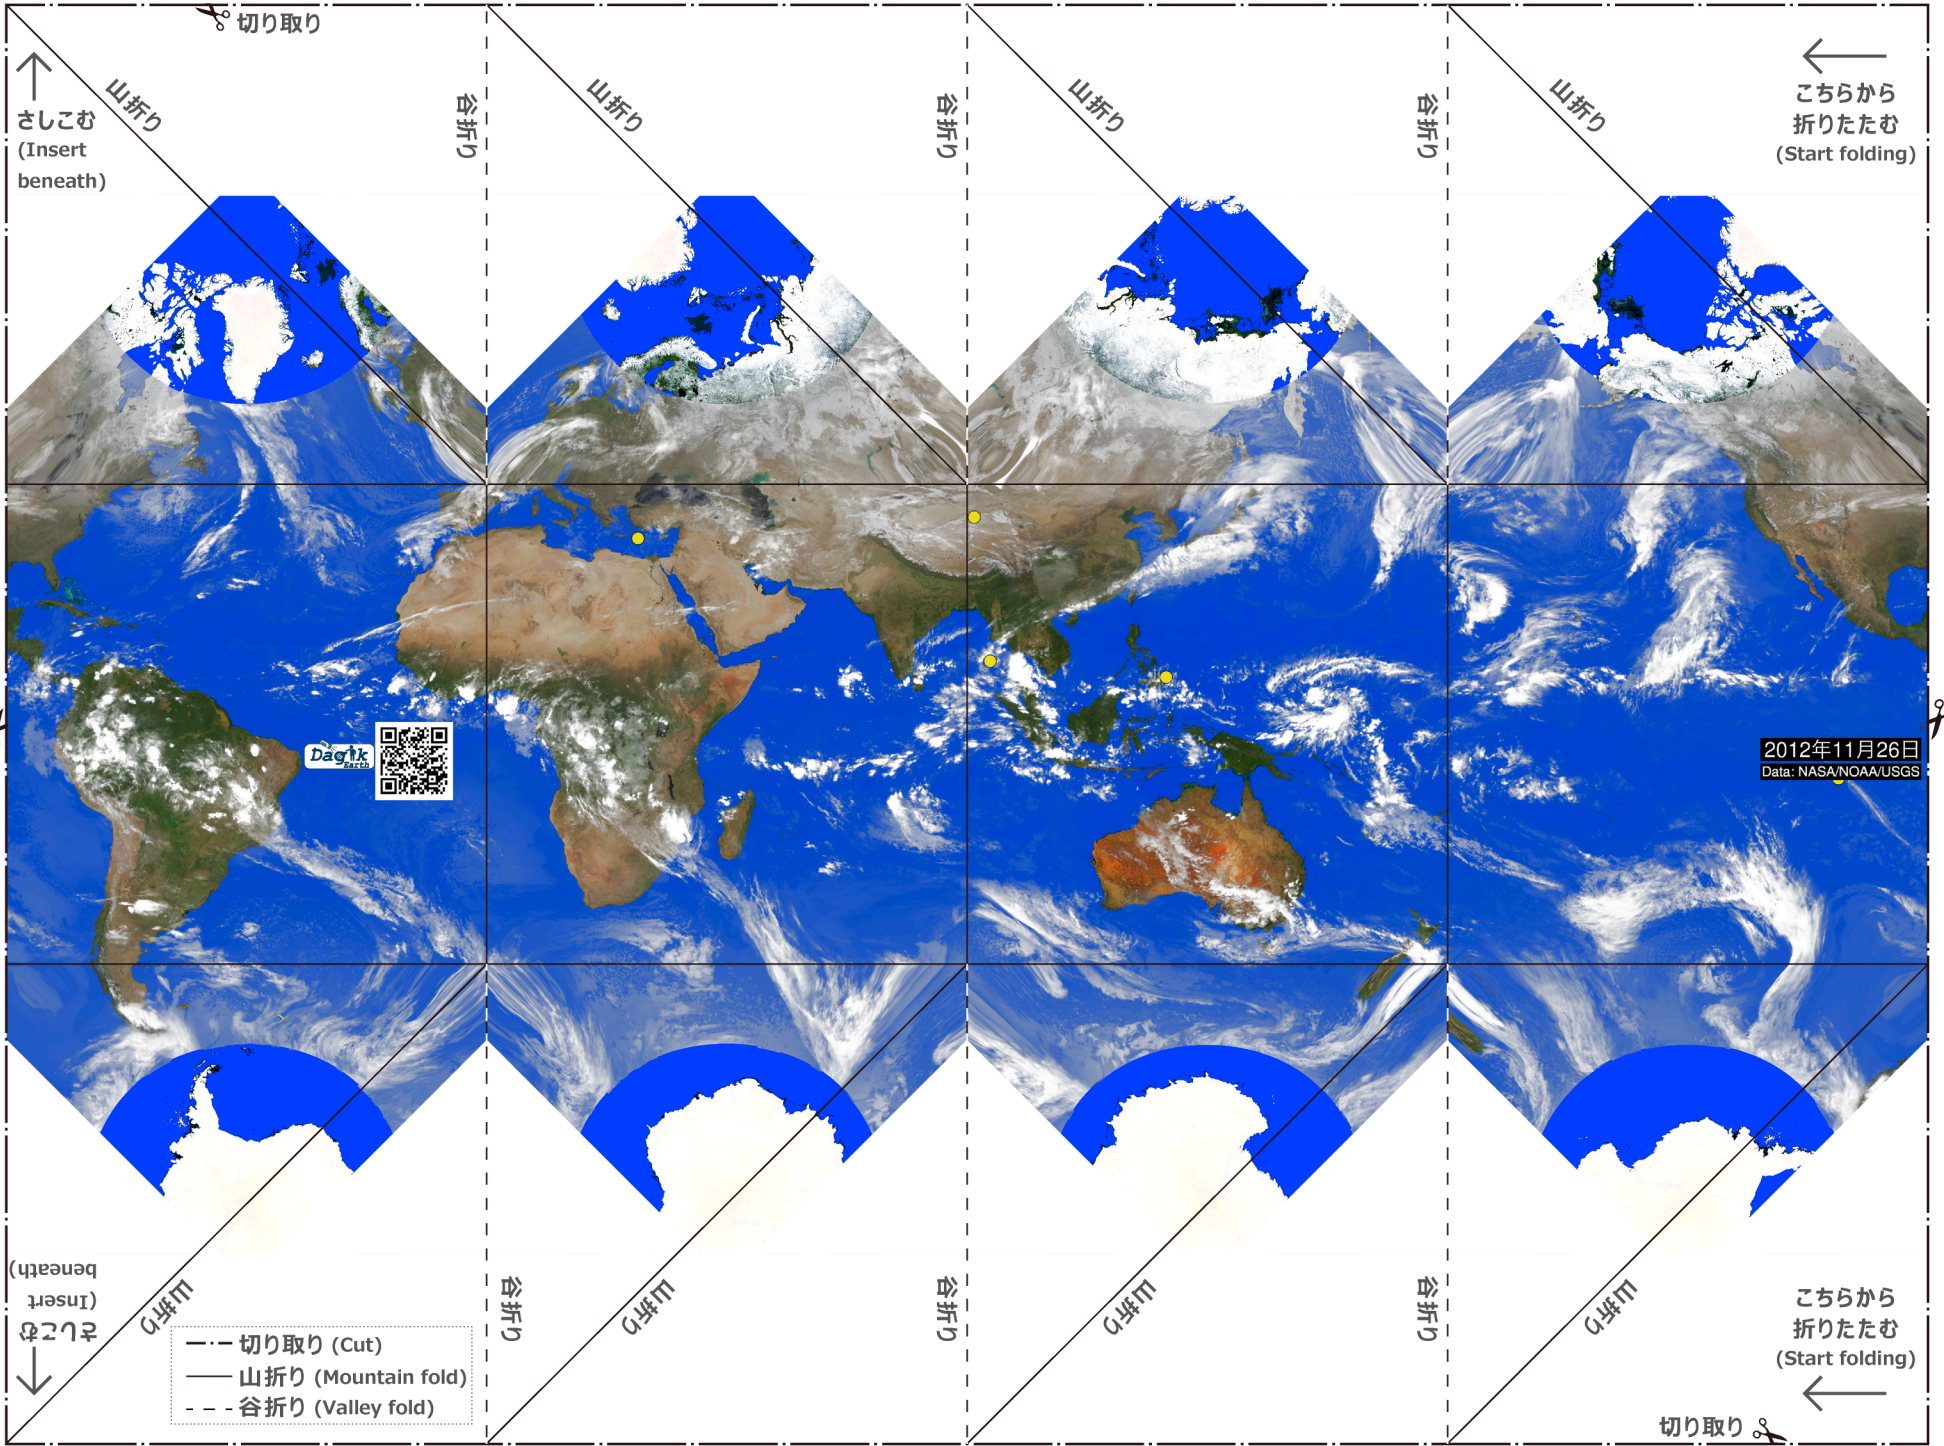 切り取り
山折り
谷折り
山折り
谷折り
山折り
谷折り
山折り
さしこむ
(Insert
beneath)
こちらから
折りたたむ
(Start folding)
Dagik
Earth
2012年11月26日
Data: NASA/NOAA/USGS
さしこむ
(Insert
beneath)
山折り
谷折り
山折り
谷折り
山折り
谷折り
山折り
こちらから
折りたたむ
(Start folding)
切り取り (Cut)
山折り (Mountain fold)
谷折り (Valley fold)
切り取り